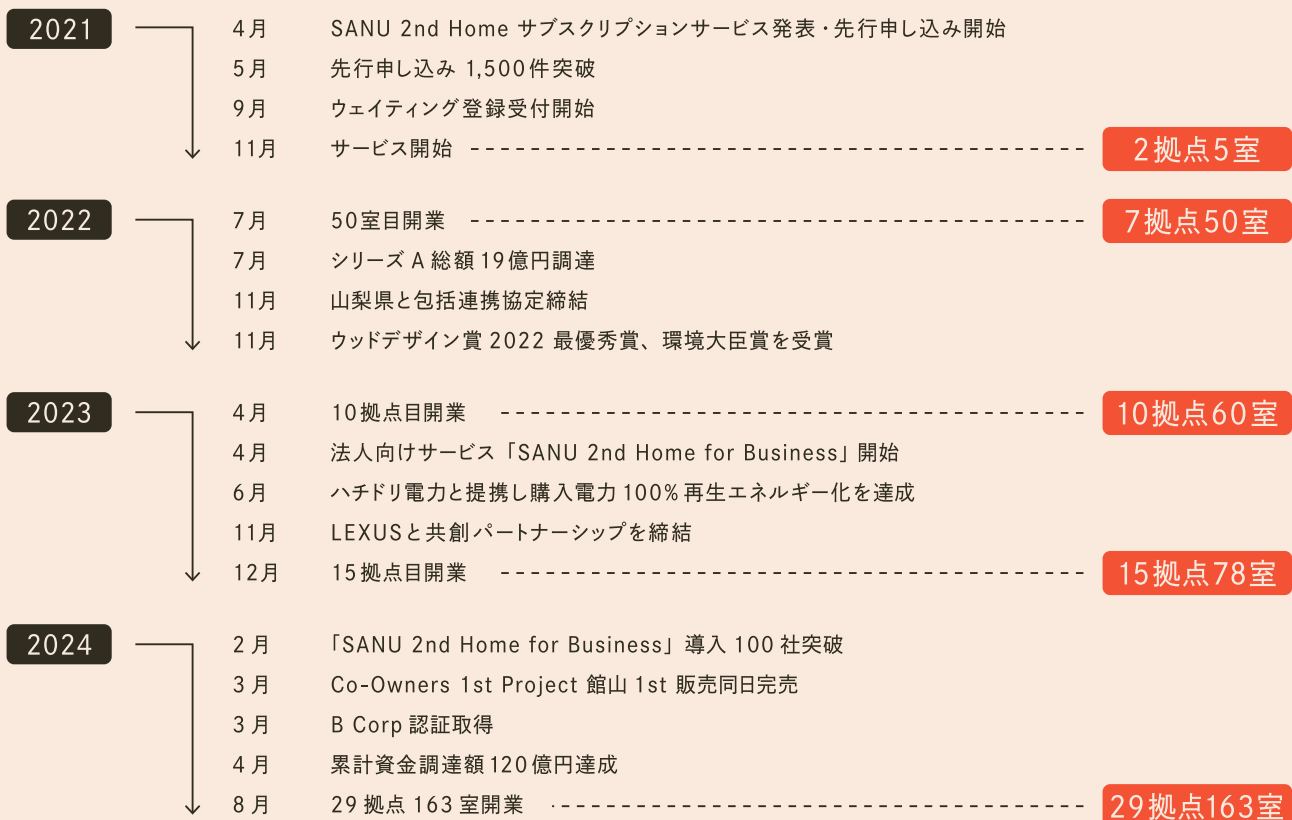 2021 4月 SANU 2nd Home サブスクリプションサービス発表・先行申し込み開始
5月 先行申し込み 1,500件突破
9月 ウェイティング登録受付開始
11月 サービス開始 2拠点5室
2022 7月 50室目開業 7拠点50室
7月 シリーズ A 総額 19億円調達
11月 山梨県と包括連携協定締結
11月 ウッドデザイン賞 2022 最優秀賞、環境大臣賞を受賞
2023 4月 10拠点目開業 10拠点60室
4月 法人向けサービス「SANU 2nd Home for Business」開始
6月 ハチドリ電力と提携し購入電力 100% 再生エネルギー化を達成
11月 LEXUSと共創パートナーシップを締結
12月 15拠点目開業 15拠点78室
2024 2月 「SANU 2nd Home for Business」導入 100 社突破
3月 Co-Owners 1st Project 館山 1st 販売同日完売
3月 B Corp 認証取得
4月 累計資金調達額 120億円達成
8月 29 拠点 163 室開業 29拠点163室